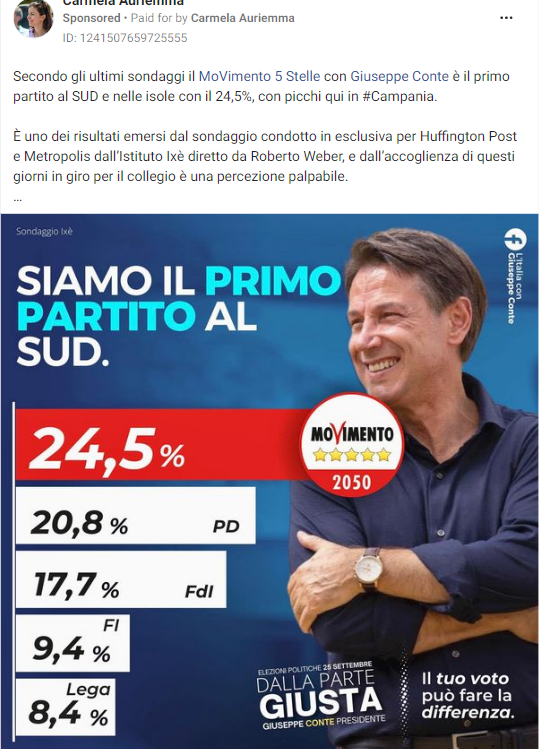 Carmela Auriemma
Sponsored • Paid for by Carmela Auriemma
ID: 1241507659725555
Secondo gli ultimi sondaggi il MoVimento 5 Stelle con Giuseppe Conte è il primo
partito al SUD e nelle isole con il 24,5%, con picchi qui in #Campania.
È uno dei risultati emersi dal sondaggio condotto in esclusiva per Huffington Post
e Metropolis dall'Istituto Ixè diretto da Roberto Weber, e dall'accoglienza di questi
giorni in giro per il collegio è una percezione palpabile.
...
Sondaggio Ixè
L'Italia con
Giuseppe Conte
SIAMO IL PRIMO
PARTITO AL
SUD.
24,5%
MOVIMENTO
2050
20,8% PD
17,7% FdI
FI
9,4%
Lega
8,4%
ELEZIONI POLITICHE 25 SETTEMBRE
DALLA PARTE
GIUSTA
GIUSEPPE CONTE PRESIDENTE
Il tuo voto
può fare la
differenza.